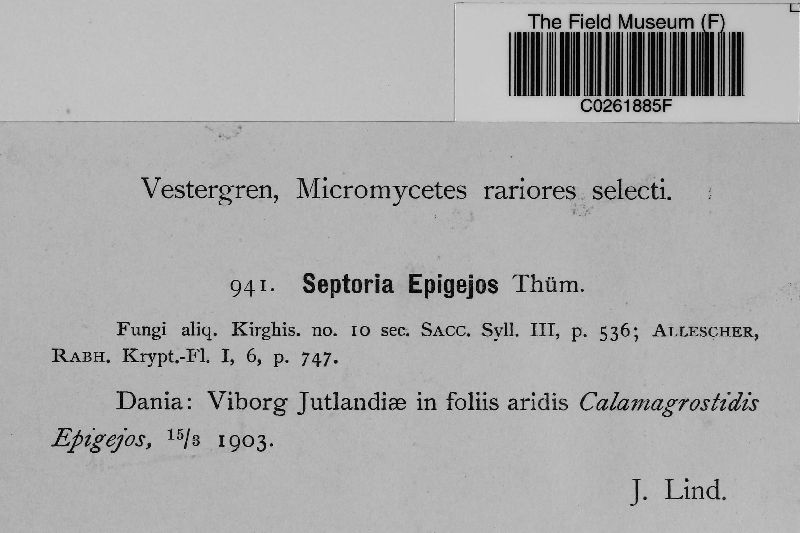 The Field Museum (F)
C0261885F
Vestergren, Micromycetes rariores selecti.
941. Septoria Epigejos Thüm.
Fungi aliq. Kirghis. no. 10 sec. SACC. Syll. III, p. 536; ALLESCHER,
RABH. Krypt.-Fl. I, 6, p. 747.
Dania: Viborg Jutlandiæ in foliis aridis Calamagrostidis
Epigejos, 15/3 1903.
J. Lind.